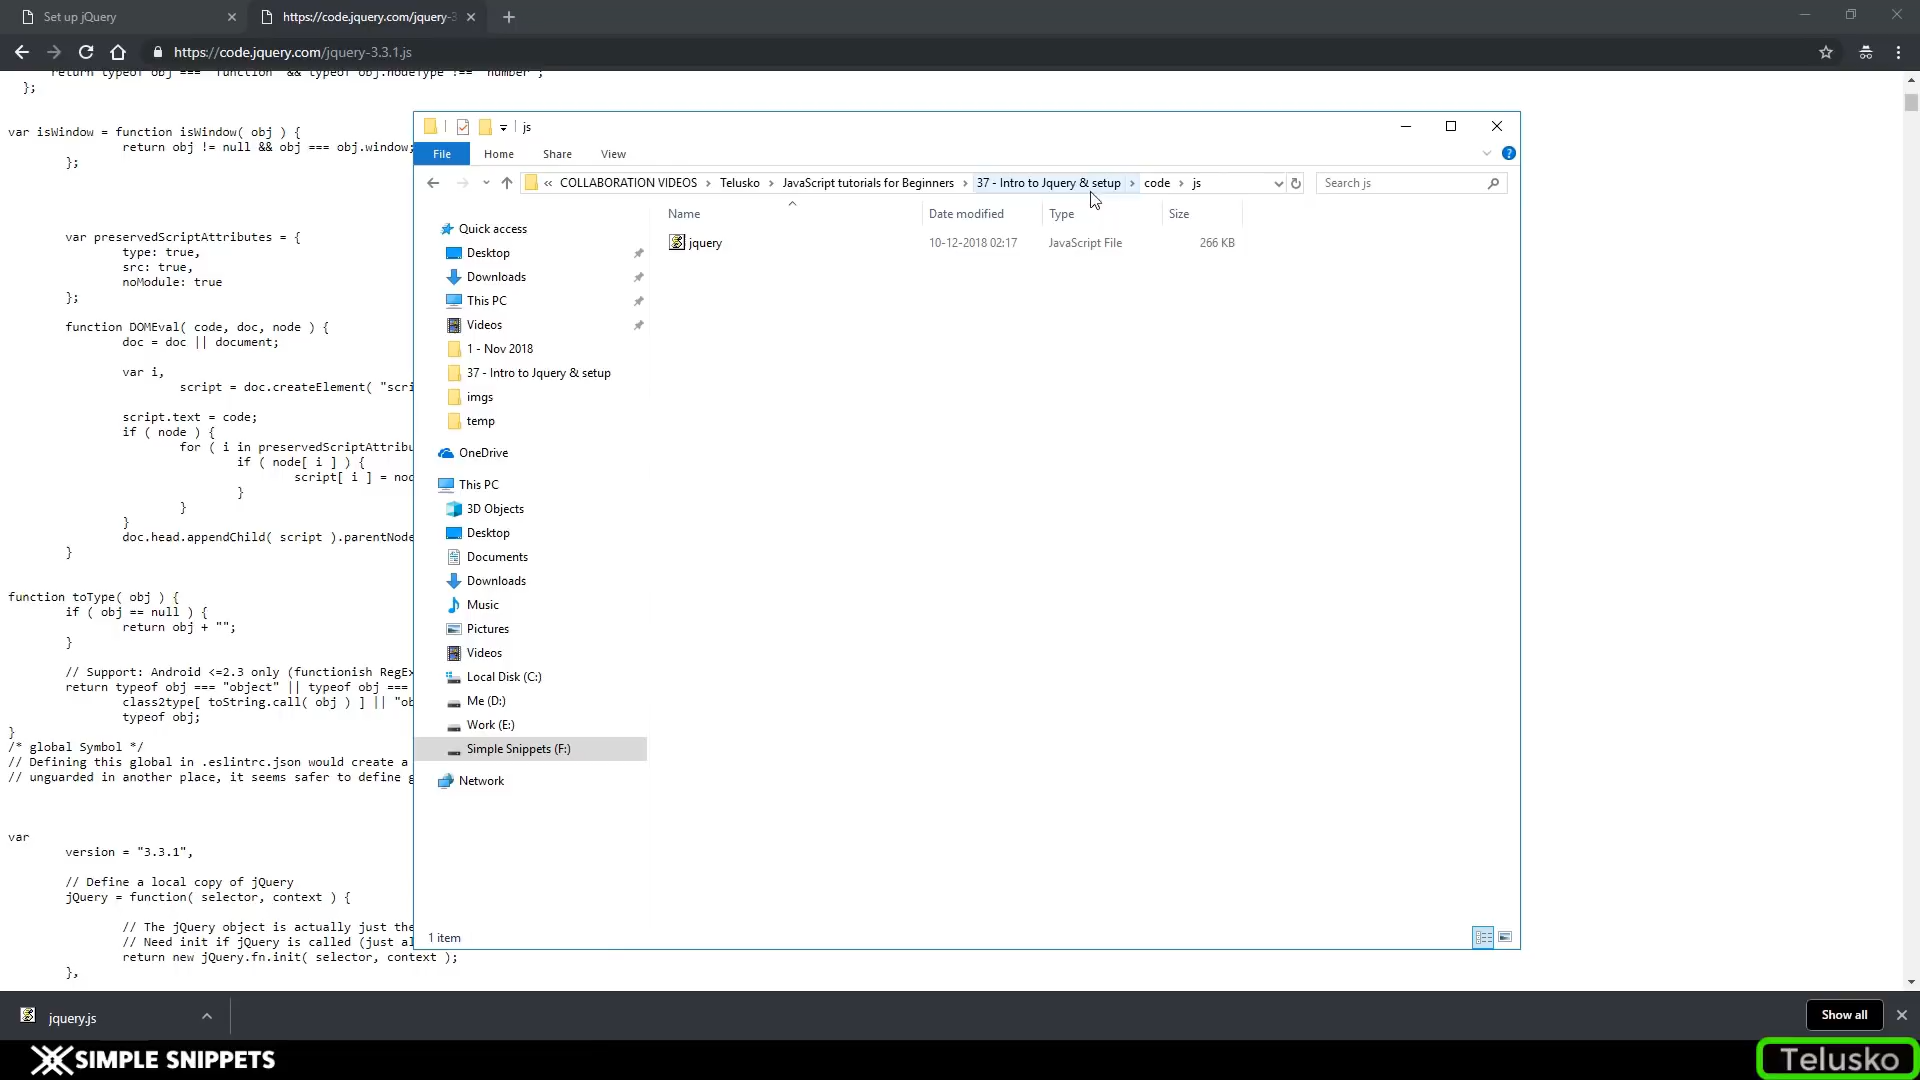 Set up jQuery
https://code.jquery.com/jquery-3
https://code.jquery.com/jquery-3.3.1.js
return typeof obj === "function" && typeof obj.nodeType !== "number";
};
var isWindow = function isWindow( obj ) {
return obj != null && obj === obj.window;
};
var preservedScriptAttributes = {
type: true,
src: true,
noModule: true
};
function DOMEval( code, doc, node ) {
doc = doc || document;
var i,
script = doc.createElement( "scri
script.text = code;
if ( node ) {
for ( i in preservedScriptAttribu
if ( node[ i ] ) {
script[ i ] = nod
}
}
}
doc.head.appendChild( script ).parentNode
}
function toType( obj ) {
if ( obj == null ) {
return obj + "";
}
// Support: Android <=2.3 only (functionish RegEx
return typeof obj === "object" || typeof obj ===
class2type[ toString.call( obj ) ] || "ob
typeof obj;
}
/* global Symbol */
// Defining this global in .eslintrc.json would create a
// unguarded in another place, it seems safer to define g
var
version = "3.3.1",
// Define a local copy of jQuery
jQuery = function( selector, context ) {
// The jQuery object is actually just the
// Need init if jQuery is called (just al
return new jQuery.fn.init( selector, context );
},
js
File Home Share View
« COLLABORATION VIDEOS > Telusko > JavaScript tutorials for Beginners > 37 - Intro to Jquery & setup > code > js
Search js
Name Date modified Type Size
jquery 10-12-2018 02:17 JavaScript File 266 KB
Quick access
Desktop
Downloads
This PC
Videos
1 - Nov 2018
37 - Intro to Jquery & setup
imgs
temp
OneDrive
This PC
3D Objects
Desktop
Documents
Downloads
Music
Pictures
Videos
Local Disk (C:)
Me (D:)
Work (E:)
Simple Snippets (F:)
Network
1 item
jquery.js
Show all
SIMPLE SNIPPETS
Telusko